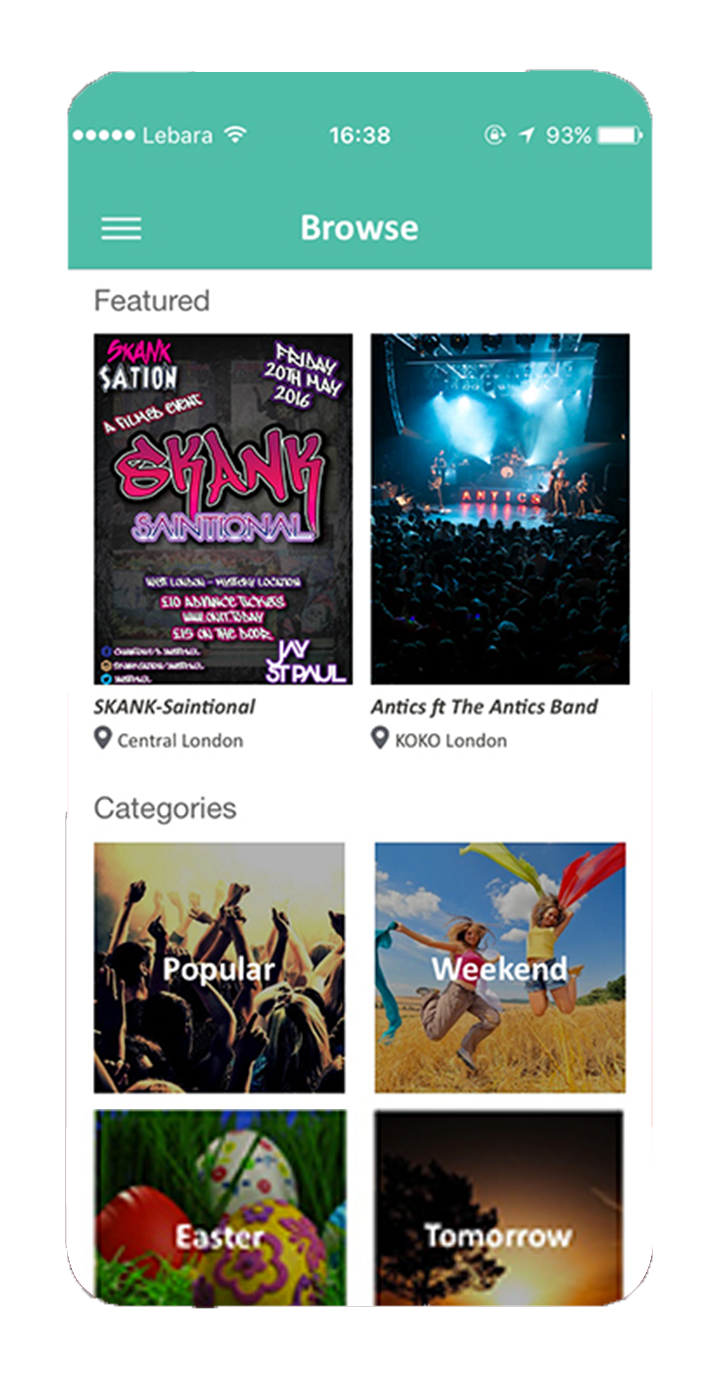 Lebara 16:38 93%
Browse
Featured
SKANK
SATION
FRIDAY
20TH MAY
2016
A FILMED EVENT
SKANK
SAINTIONAL
WEST LONDON - MYSTERY LOCATION
£10 ADVANCE TICKETS
£15 ON THE DOOR
JAY
ST PAUL
ANTICS
SKANK-Saintional
Antics ft The Antics Band
Central London
KOKO London
Categories
Popular
Weekend
Easter
Tomorrow